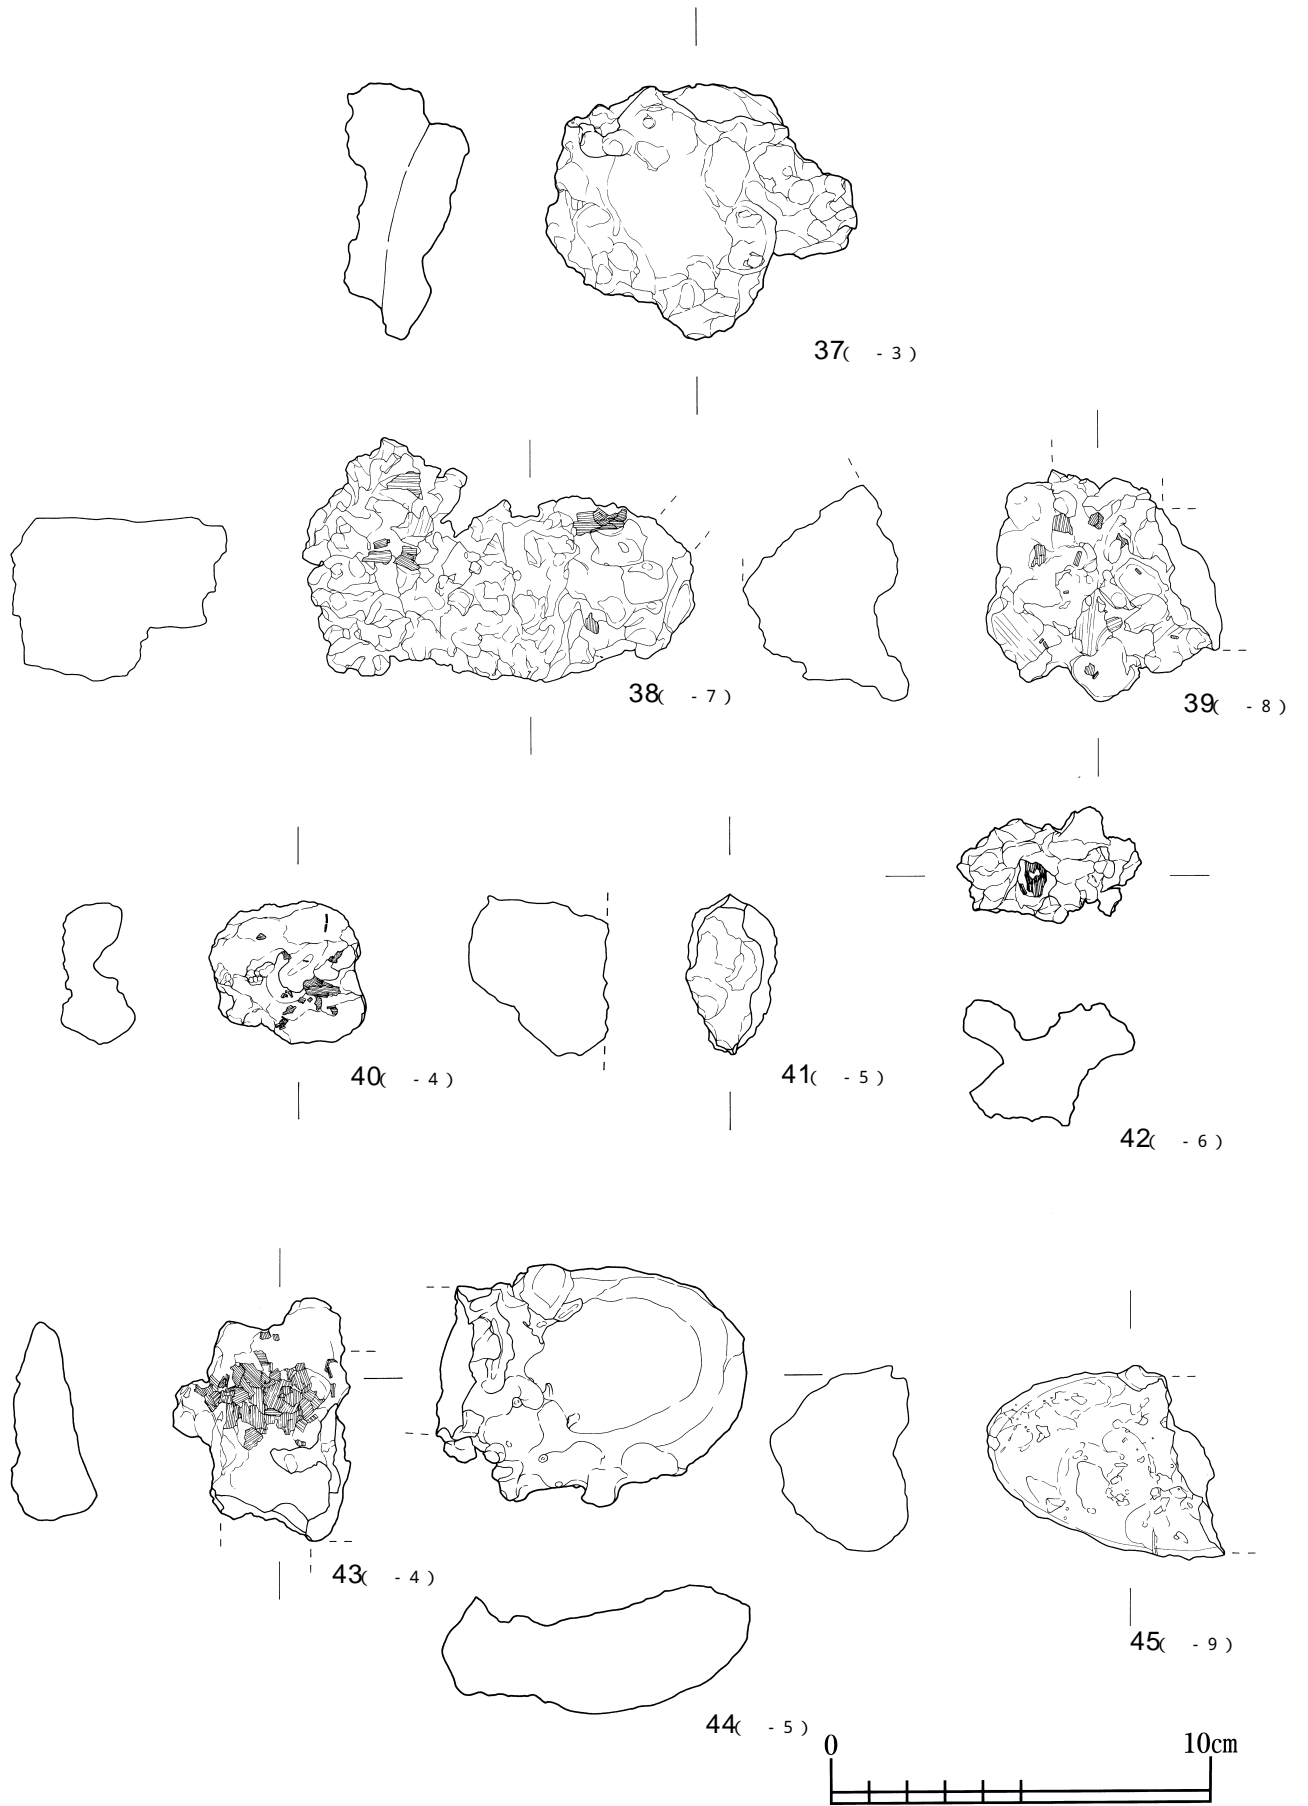 37( - 3 )
38( - 7 )
39( - 8 )
40( - 4 )
41( - 5 )
42( - 6 )
43( - 4 )
44( - 5 )
45( - 9 )
0 10cm